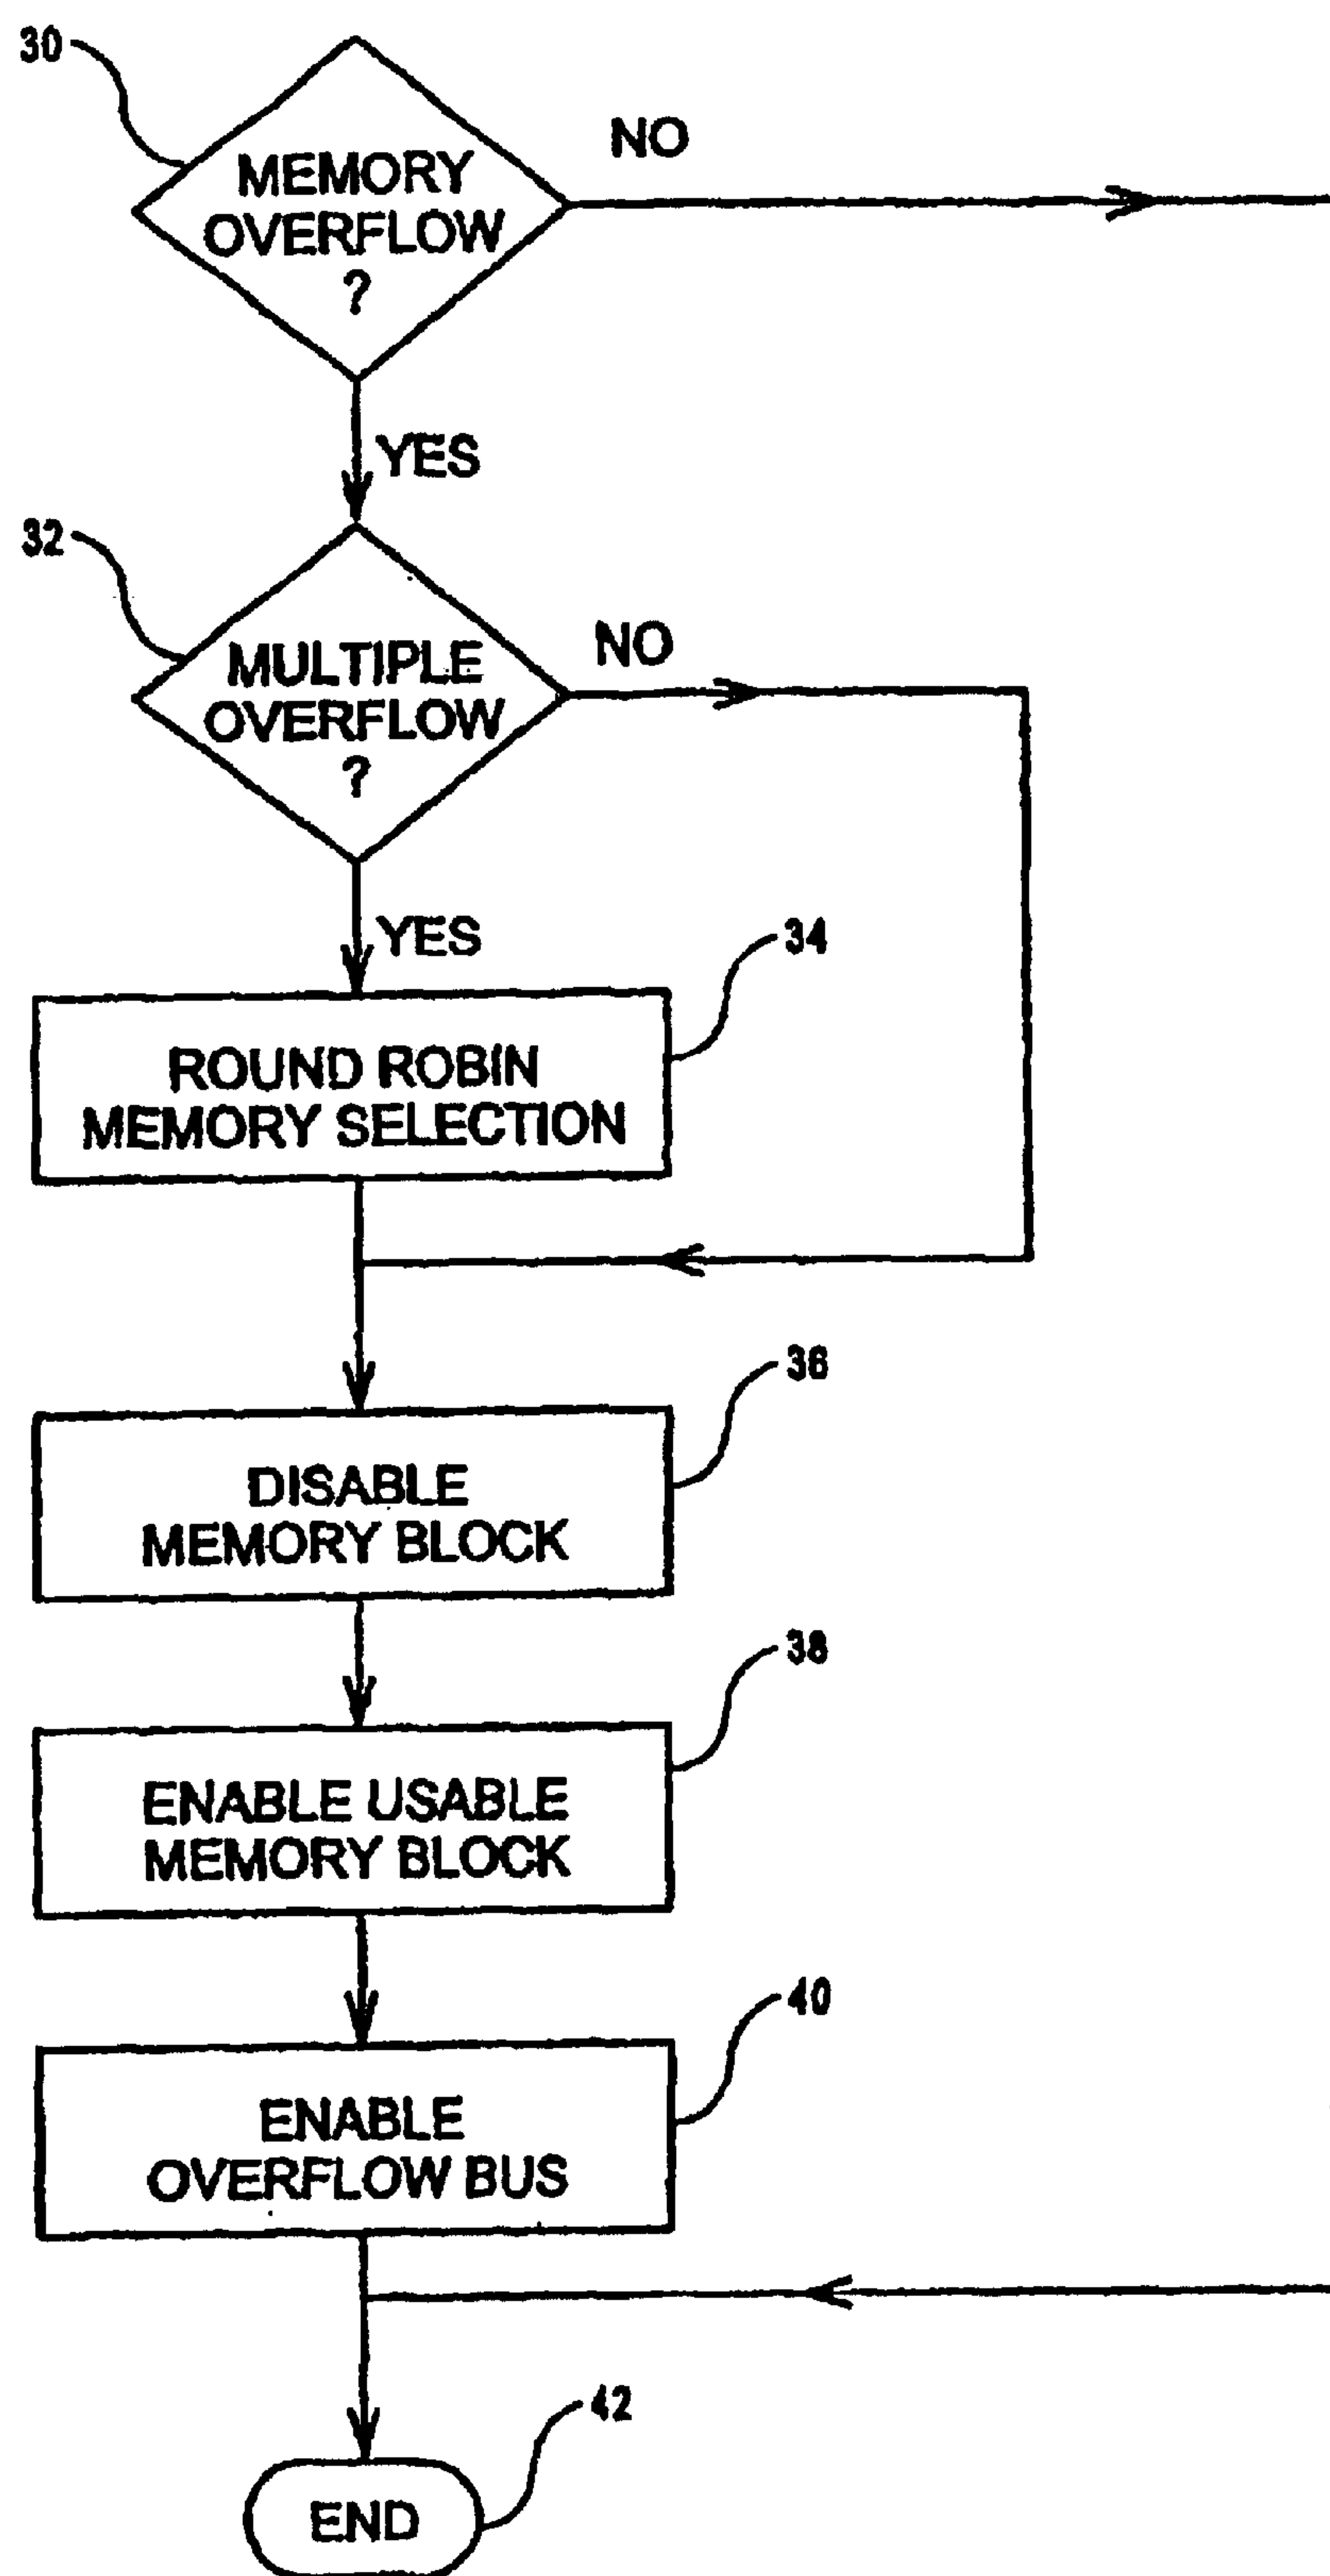 30
MEMORY
OVERFLOW
?
NO
YES
32
MULTIPLE
OVERFLOW
?
NO
YES
34
ROUND ROBIN
MEMORY SELECTION
36
DISABLE
MEMORY BLOCK
38
ENABLE USABLE
MEMORY BLOCK
40
ENABLE
OVERFLOW BUS
42
END